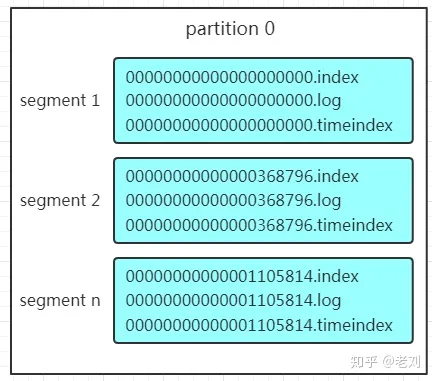 partition 0
segment 1
00000000000000000000.index
00000000000000000000.log
00000000000000000000.timeindex
segment 2
00000000000000368796.index
00000000000000368796.log
00000000000000368796.timeindex
segment n
00000000000001105814.index
00000000000001105814.log
00000000000001105814.timeindex
知乎 @老刘